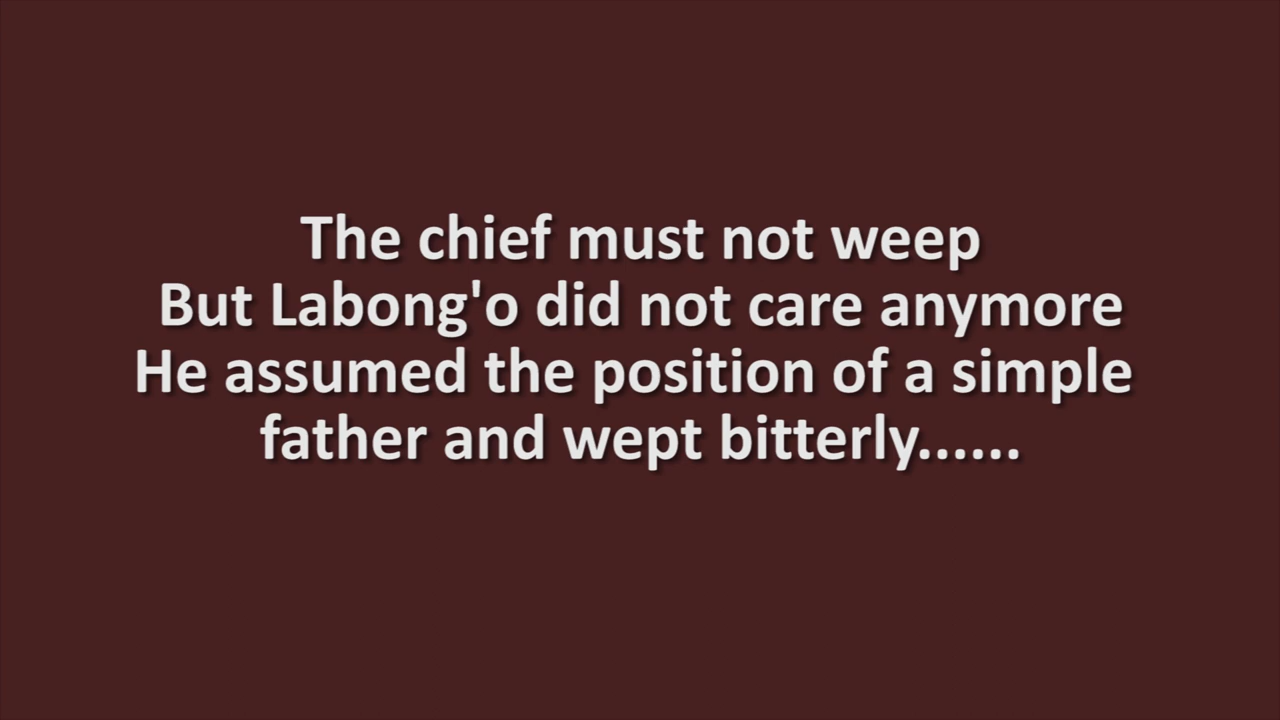 The chief must not weep
But Labong'o did not care anymore
He assumed the position of a simple
father and wept bitterly......